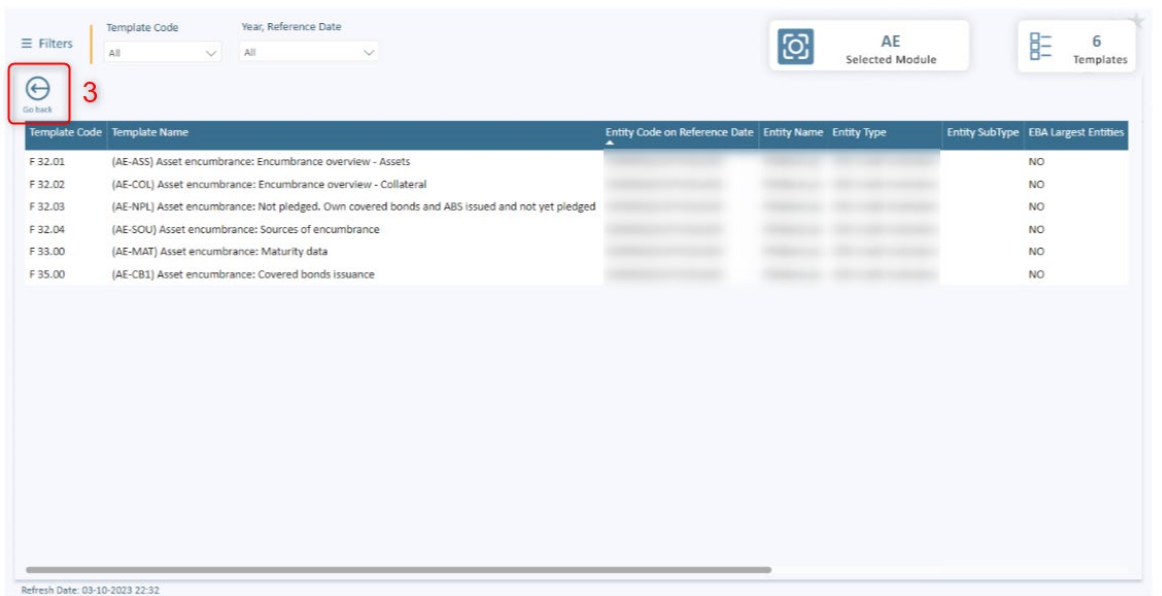 Template Code Year, Reference Date
Filters All All
AE
Selected Module
6
Templates
Go back
3
Template Code Template Name Entity Code on Reference Date Entity Name Entity Type Entity SubType EBA Largest Entities
F 32.01 (AE-ASS) Asset encumbrance: Encumbrance overview - Assets NO
F 32.02 (AE-COL) Asset encumbrance: Encumbrance overview - Collateral NO
F 32.03 (AE-NPL) Asset encumbrance: Not pledged. Own covered bonds and ABS issued and not yet pledged NO
F 32.04 (AE-SOU) Asset encumbrance: Sources of encumbrance NO
F 33.00 (AE-MAT) Asset encumbrance: Maturity data NO
F 35.00 (AE-CB1) Asset encumbrance: Covered bonds issuance NO
Refresh Date: 03-10-2023 22:32